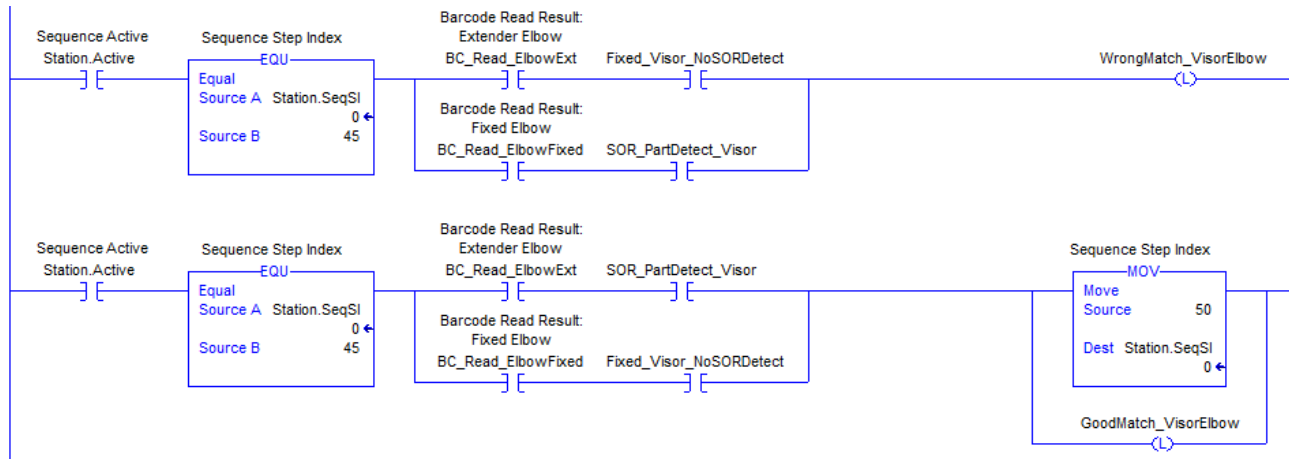 Barcode Read Result:
Sequence Active
Sequence Step Index
Extender Elbow
Station.Active
EQU
BC_Read_ElbowExt
Fixed_Visor_NoSORDetect
WrongMatch_VisorElbow
Equal
L
Source A Station.SeqSI
0
Barcode Read Result:
Source B 45
Fixed Elbow
BC_Read_ElbowFixed
SOR_PartDetect_Visor
Barcode Read Result:
Sequence Active
Sequence Step Index
Extender Elbow
Sequence Step Index
Station.Active
EQU
BC_Read_ElbowExt
SOR_PartDetect_Visor
MOV
Equal
Move
Source A Station.SeqSI
Source 50
0
Barcode Read Result:
Source B 45
Fixed Elbow
Dest Station.SeqSI
BC_Read_ElbowFixed
Fixed_Visor_NoSORDetect
0
GoodMatch_VisorElbow
L